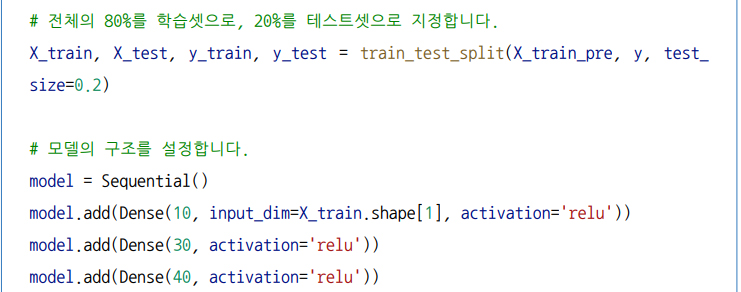 # 전체의 80%를 학습셋으로, 20%를 테스트셋으로 지정합니다.
X_train, X_test, y_train, y_test = train_test_split(X_train_pre, y, test_
size=0.2)
# 모델의 구조를 설정합니다.
model = Sequential()
model.add(Dense(10, input_dim=X_train.shape[1], activation='relu'))
model.add(Dense(30, activation='relu'))
model.add(Dense(40, activation='relu'))